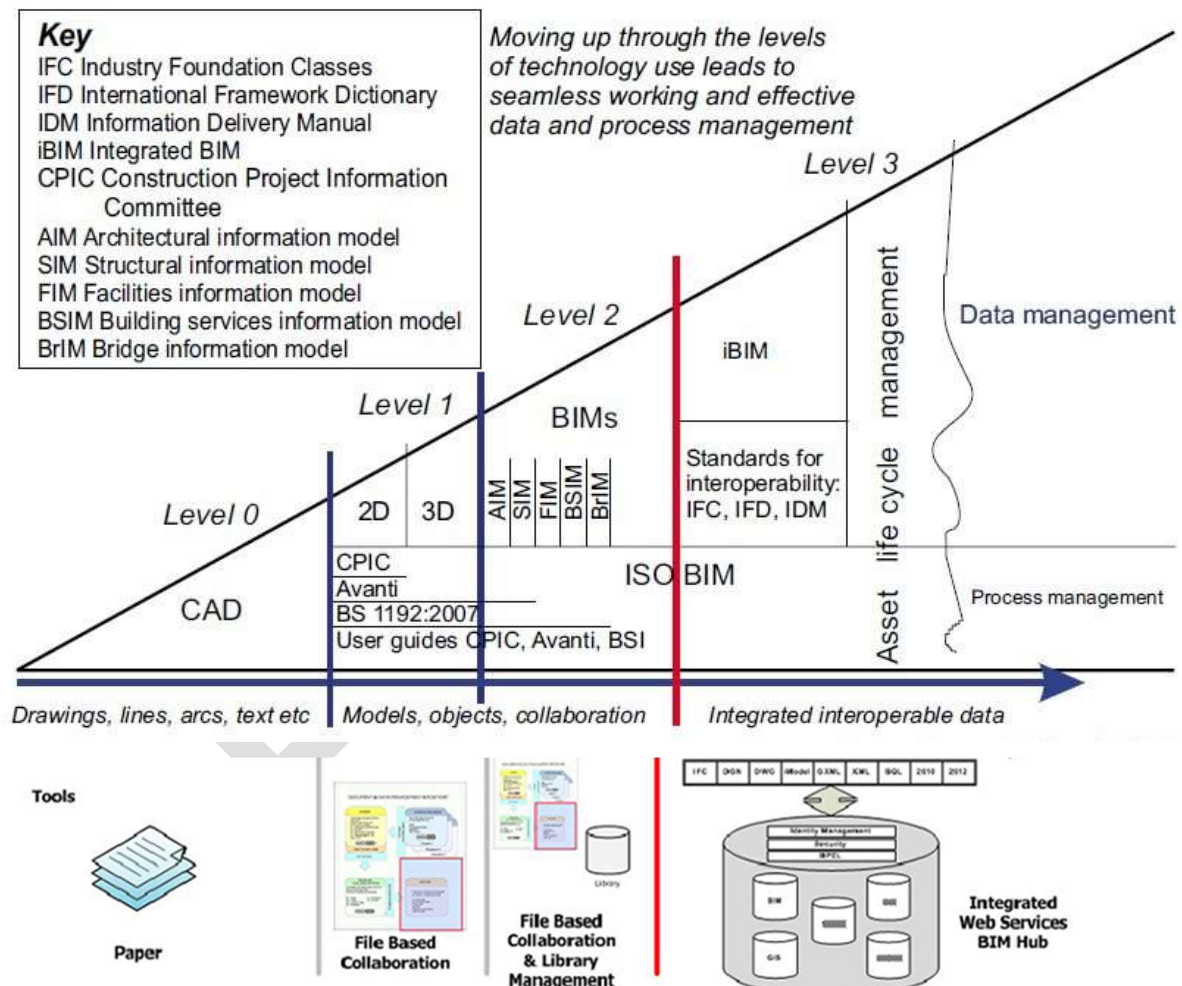 Key
IFC Industry Foundation Classes
IFD International Framework Dictionary
IDM Information Delivery Manual
iBIM Integrated BIM
CPIC Construction Project Information
Committee
AIM Architectural information model
SIM Structural information model
FIM Facilities information model
BSIM Building services information model
BrIM Bridge information model
Moving up through the levels
of technology use leads to
seamless working and effective
data and process management
Level 3
Level 2
Level 1
Level 0
Data management
iBIM
BIMs
2D
3D
AIM
SIM
FIM
BSIM
BrIM
Standards for
interoperability:
IFC, IFD, IDM
Asset life cycle management
CAD
CPIC
Avanti
BS 1192:2007
User guides CPIC, Avanti, BSI
ISO BIM
Process management
Drawings, lines, arcs, text etc
Models, objects, collaboration
Integrated interoperable data
Tools
Paper
File Based
Collaboration
Library
File Based
Collaboration
& Library
Management
IFC
DGN
DWG
iModel
GXML
XML
SQL
2010
2012
Identity Management
Security
BPEL
BIM
GIS
Integrated
Web Services
BIM Hub